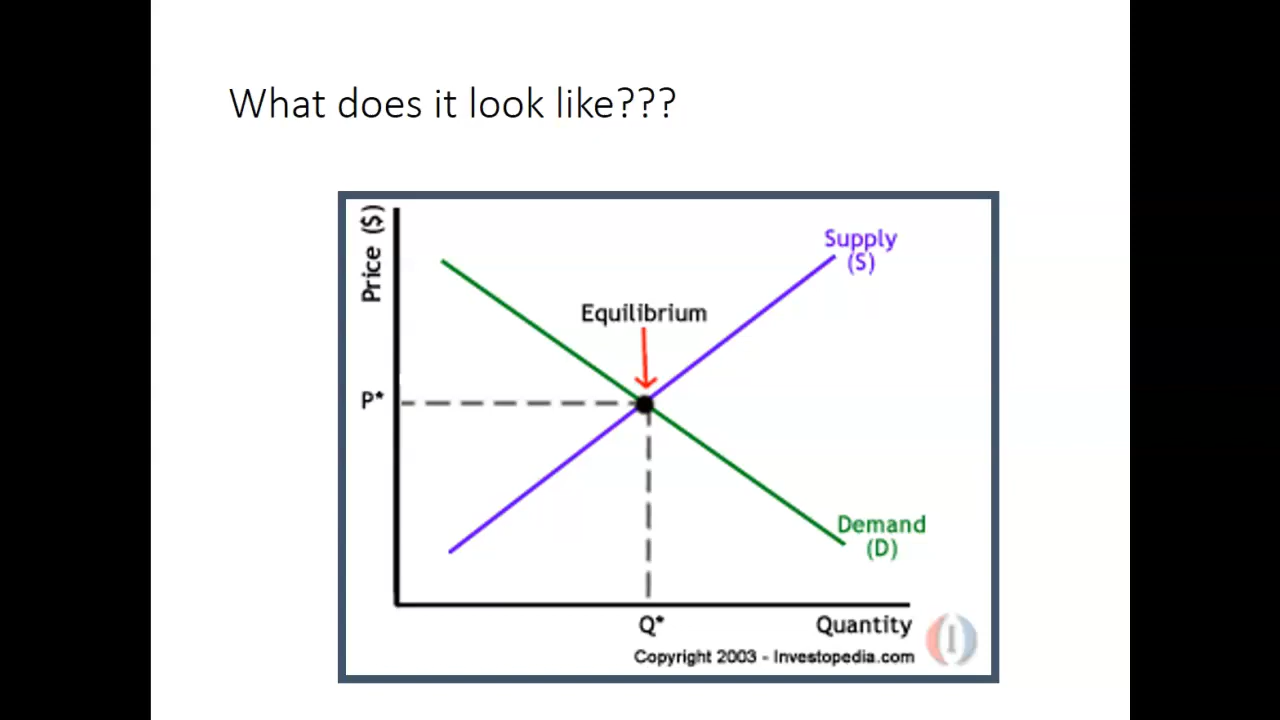 What does it look like???
Price ($)
Supply
(S)
Equilibrium
P*
Demand
(D)
Q*
Quantity
Copyright 2003 - Investopedia.com